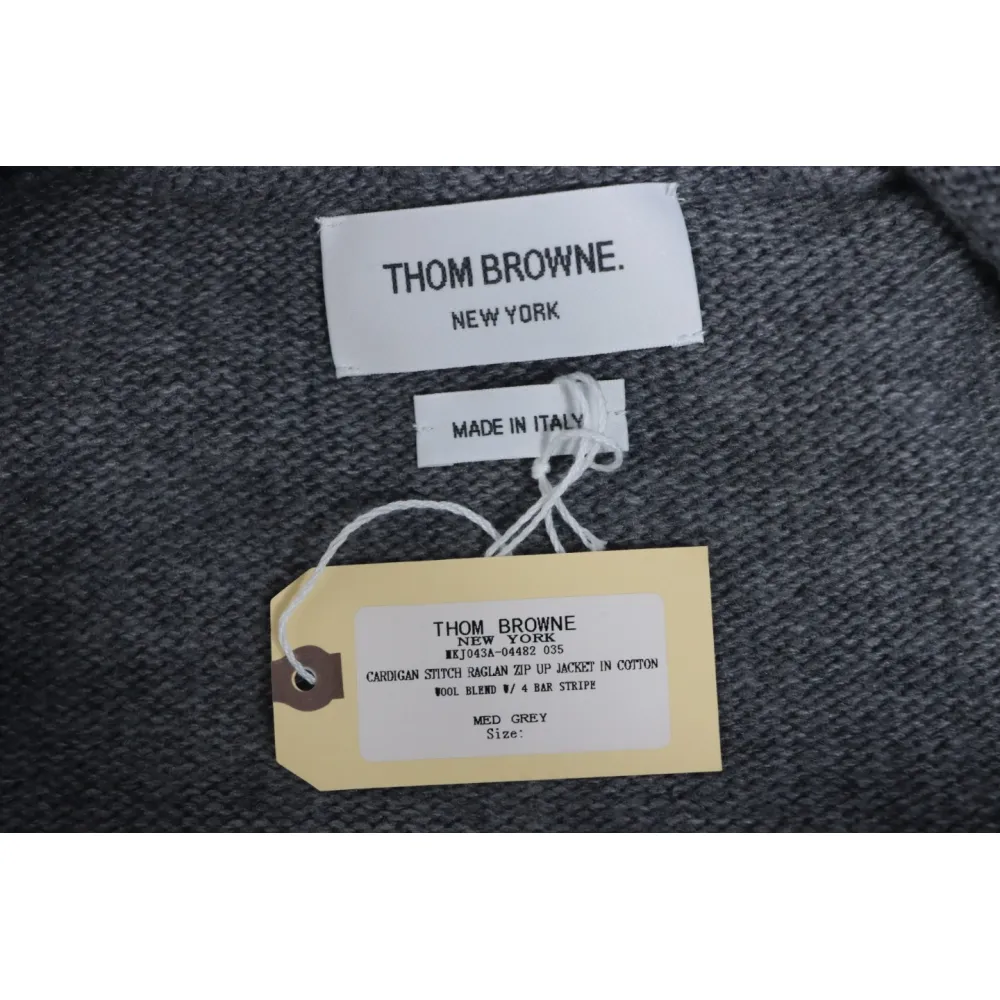 THOM BROWNE.
NEW YORK
MADE IN ITALY
THOM BROWNE
NEW YORK
MKJ043A-04482 035
CARDIGAN STITCH RAGLAN ZIP UP JACKET IN COTTON
WOOL BLEND W/ 4 BAR STRIPE
MED GREY
Size: